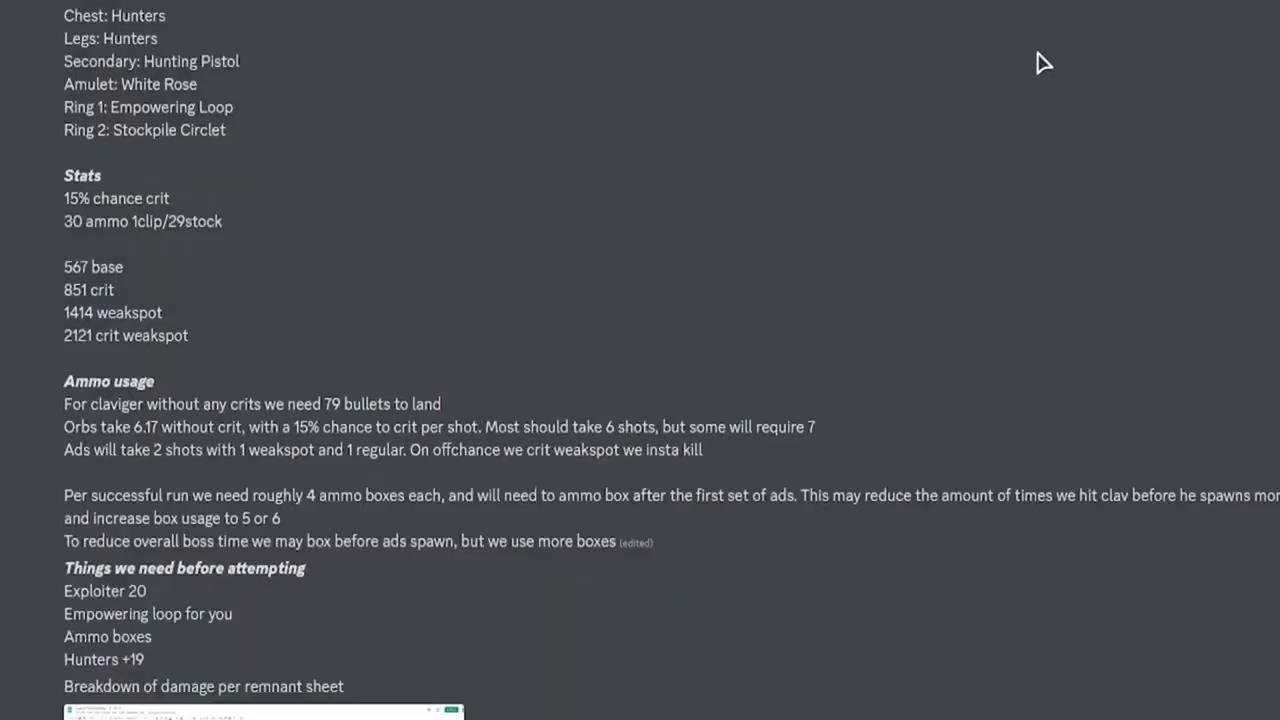 Chest: Hunters
Legs: Hunters
Secondary: Hunting Pistol
Amulet: White Rose
Ring 1: Empowering Loop
Ring 2: Stockpile Circlet
Stats
15% chance crit
30 ammo 1clip/29stock
567 base
851 crit
1414 weakspot
2121 crit weakspot
Ammo usage
For claviger without any crits we need 79 bullets to land
Orbs take 6.17 without crit, with a 15% chance to crit per shot. Most should take 6 shots, but some will require 7
Ads will take 2 shots with 1 weakspot and 1 regular. On offchance we crit weakspot we insta kill
Per successful run we need roughly 4 ammo boxes each, and will need to ammo box after the first set of ads. This may reduce the amount of times we hit clav before he spawns
and increase box usage to 5 or 6
To reduce overall boss time we may box before ads spawn, but we use more boxes (edited)
Things we need before attempting
Exploiter 20
Empowering loop for you
Ammo boxes
Hunters +19
Breakdown of damage per remnant sheet